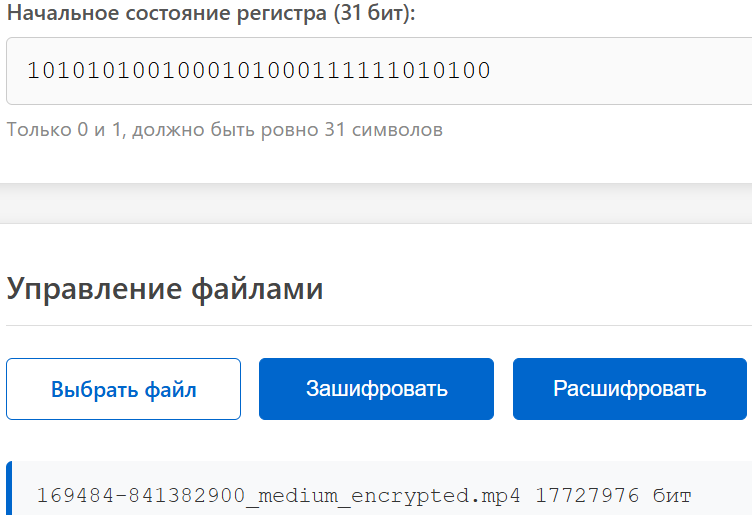 Начальное состояние регистра (31 бит):
1010101001000101000111111010100
Только 0 и 1, должно быть ровно 31 символов
Управление файлами
Выбрать файл
Зашифровать
Расшифровать
169484-841382900_medium_encrypted.mp4 17727976 бит